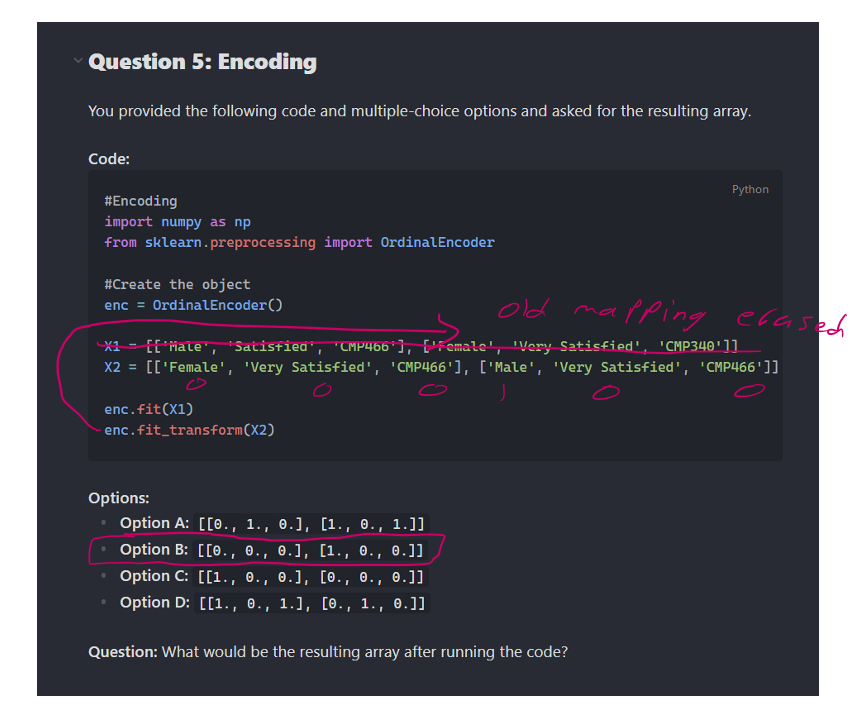 Question 5: Encoding
You provided the following code and multiple-choice options and asked for the resulting array.
Code:
Python
#Encoding
import numpy as np
from sklearn.preprocessing import OrdinalEncoder
#Create the object
enc = OrdinalEncoder()
old mapping erased
X1 = [['Male', 'Satisfied', 'CMP466'], ['Female', 'Very Satisfied', 'CMP340']]
X2 = [['Female', 'Very Satisfied', 'CMP466'], ['Male', 'Very Satisfied', 'CMP466']]
0 0 0 1 0 0
enc.fit(X1)
enc.fit_transform(X2)
Options:
• Option A: [[0., 1., 0.], [1., 0., 1.]]
• Option B: [[0., 0., 0.], [1., 0., 0.]]
• Option C: [[1., 0., 0.], [0., 0., 0.]]
• Option D: [[1., 0., 1.], [0., 1., 0.]]
Question: What would be the resulting array after running the code?